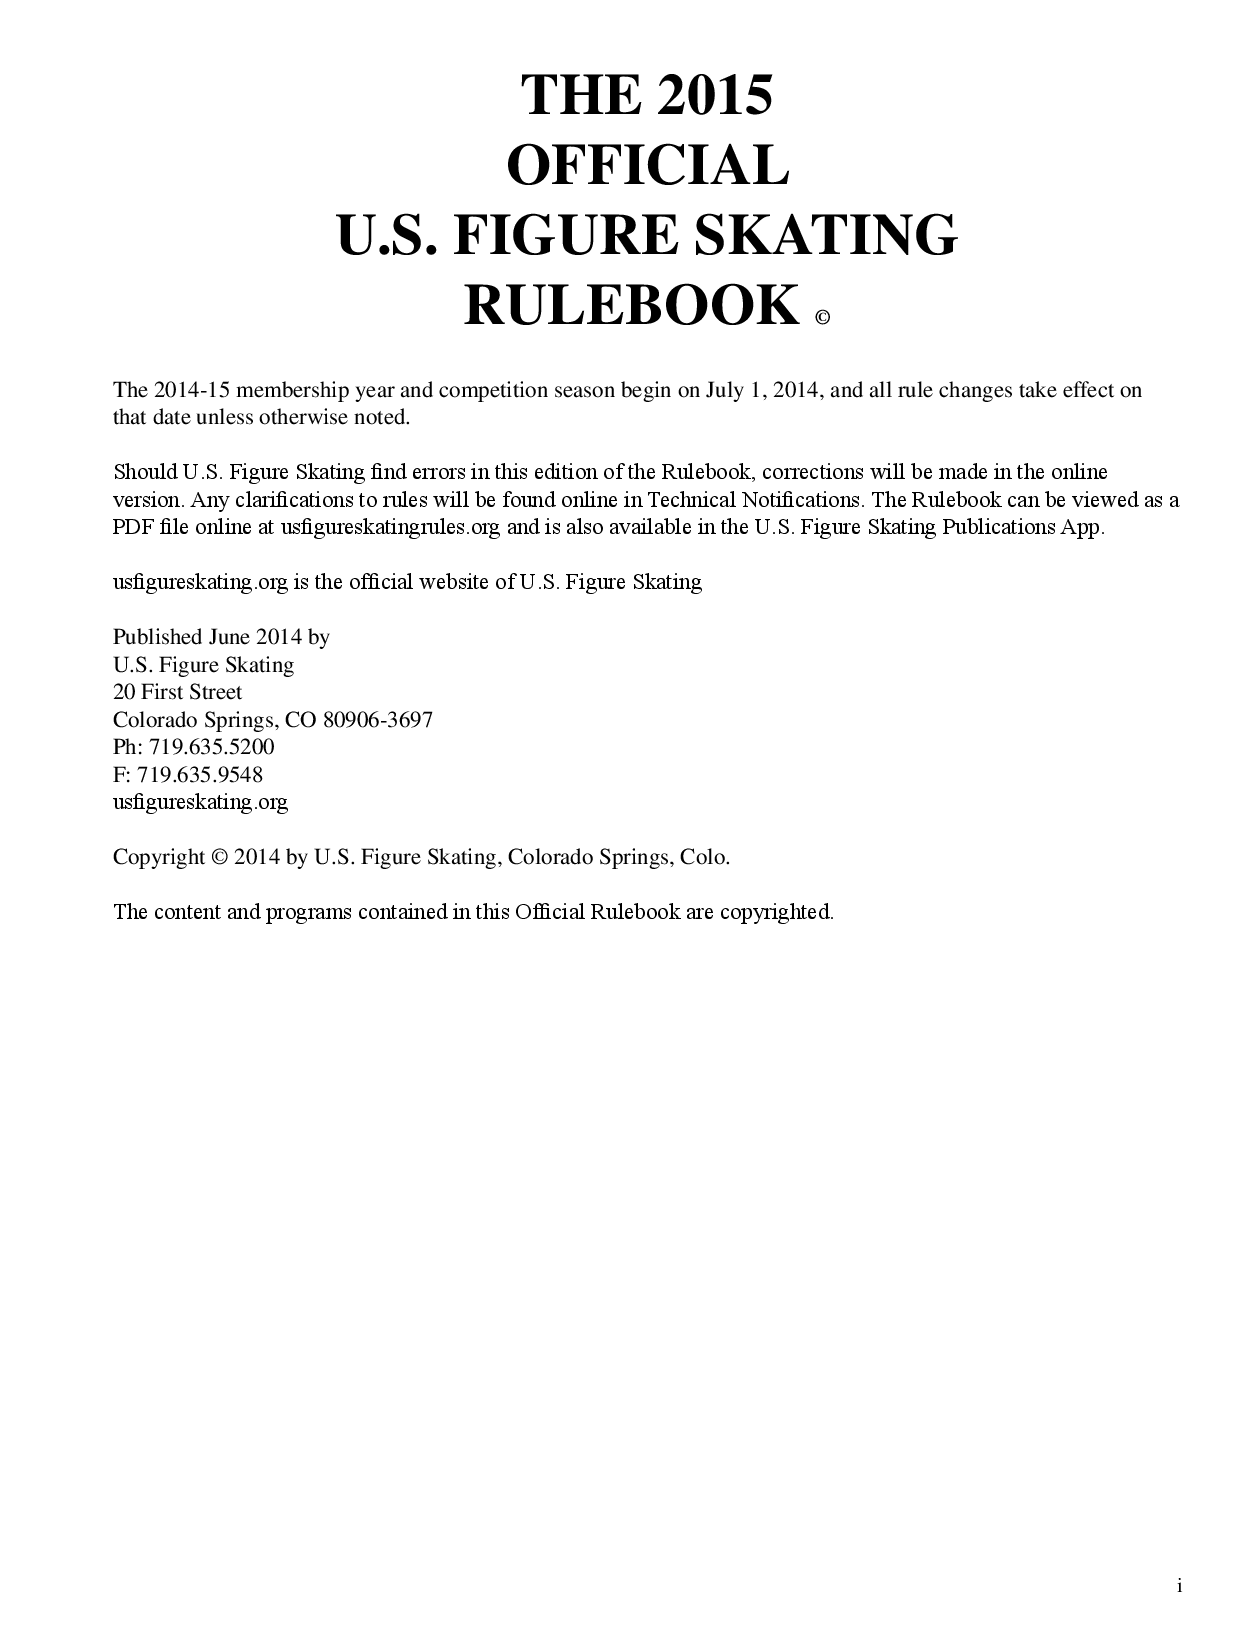 THE 2015
OFFICIAL
U.S. FIGURE SKATING
RULEBOOK ©
The 2014-15 membership year and competition season begin on July 1, 2014, and all rule changes take effect on
that date unless otherwise noted.
Should U.S. Figure Skating find errors in this edition of the Rulebook, corrections will be made in the online
version. Any clarifications to rules will be found online in Technical Notifications. The Rulebook can be viewed as a
PDF file online at usfigureskatingrules.org and is also available in the U.S. Figure Skating Publications App.
usfigureskating.org is the official website of U.S. Figure Skating
Published June 2014 by
U.S. Figure Skating
20 First Street
Colorado Springs, CO 80906-3697
Ph: 719.635.5200
F: 719.635.9548
usfigureskating.org
Copyright © 2014 by U.S. Figure Skating, Colorado Springs, Colo.
The content and programs contained in this Official Rulebook are copyrighted.
i